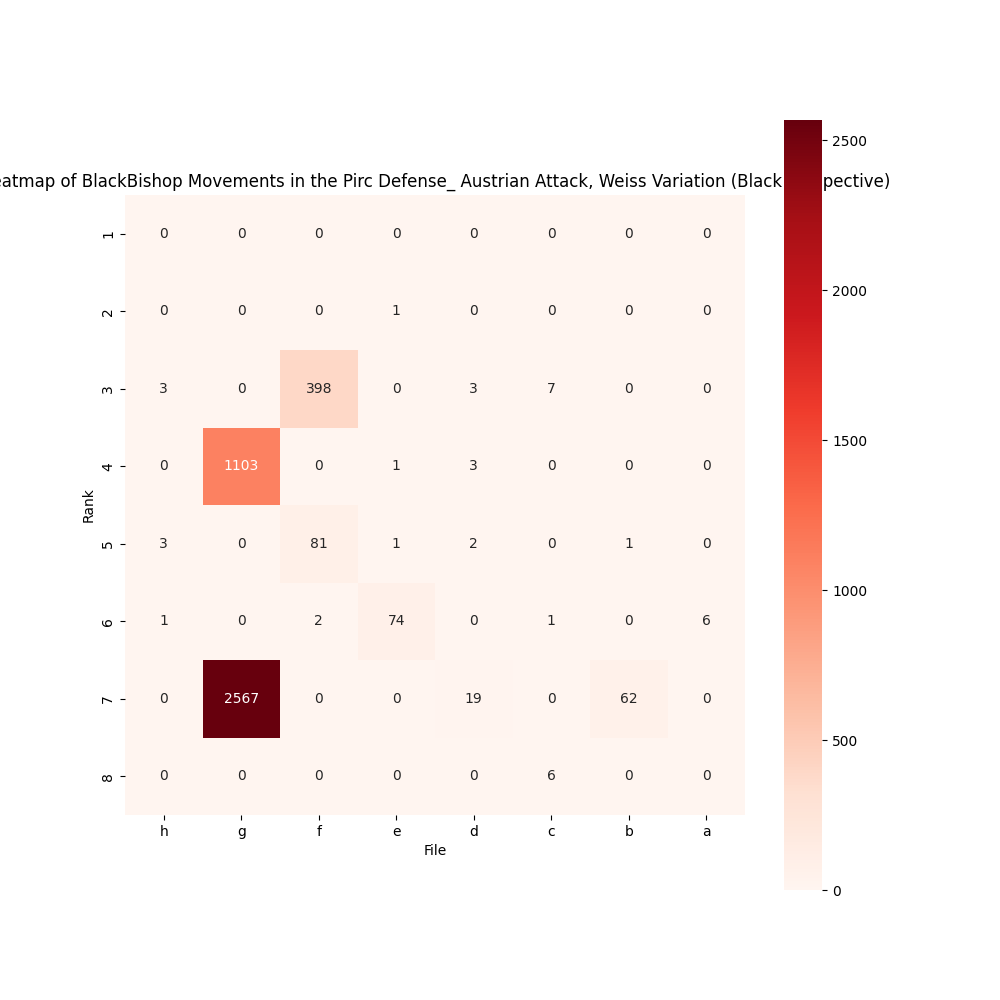 eatmap of BlackBishop Movements in the Pirc Defense_ Austrian Attack, Weiss Variation (Black pective)
2500
2000
1500
1000
500
0
Rank
1 0 0 0 0 0 0 0 0
2 0 0 0 1 0 0 0 0
3 3 0 398 0 3 7 0 0
4 0 1103 0 1 3 0 0 0
5 3 0 81 1 2 0 1 0
6 1 0 2 74 0 1 0 6
7 0 2567 0 0 19 0 62 0
8 0 0 0 0 0 6 0 0
h g f e d c b a
File